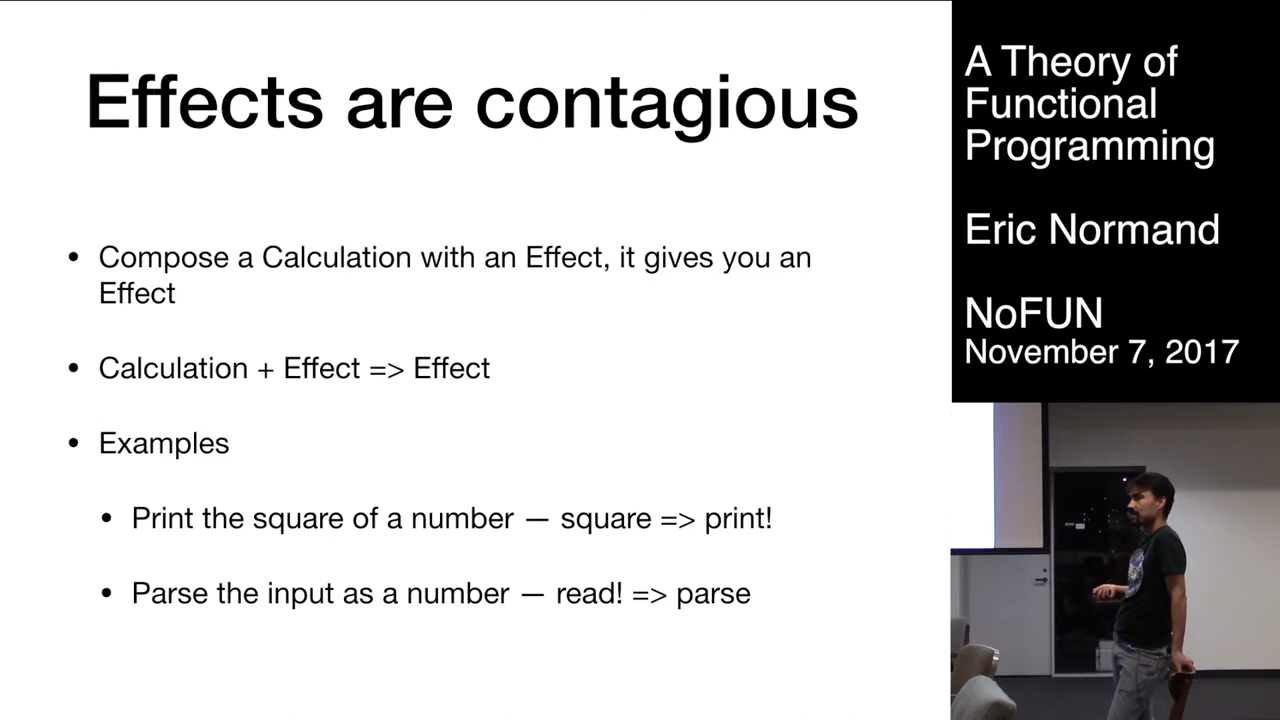 Effects are contagious
• Compose a Calculation with an Effect, it gives you an
Effect
• Calculation + Effect => Effect
• Examples
• Print the square of a number — square => print!
• Parse the input as a number — read! => parse
A Theory of
Functional
Programming
Eric Normand
NoFUN
November 7, 2017